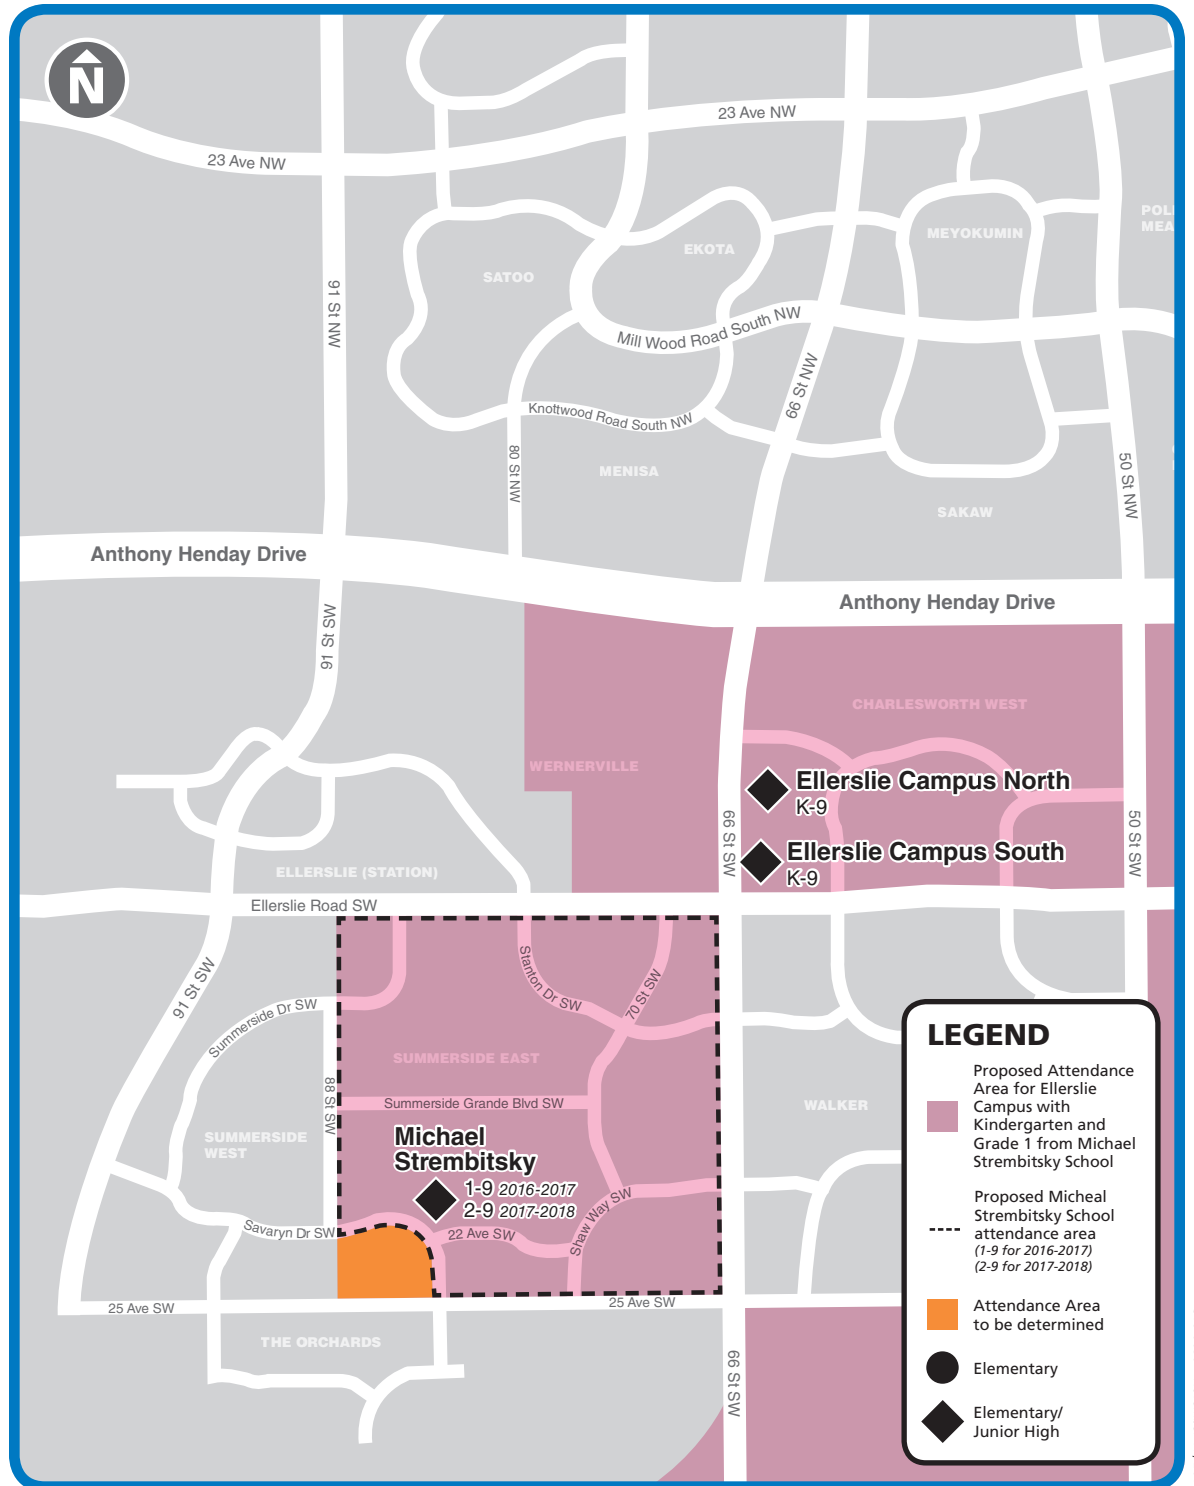 N
23 Ave NW
23 Ave NW
POL
MEA
MEYOKUMIN
EKOTA
SATOO
91 St NW
Mill Wood Road South NW
66 St NW
Knottwood Road South NW
80 St NW
MENISA
50 St NW
SAKAW
Anthony Henday Drive
Anthony Henday Drive
91 St SW
CHARLESWORTH WEST
WERNERVILLE
Ellerslie Campus North
K-9
66 St SW
50 St SW
Ellerslie Campus South
K-9
ELLERSLIE (STATION)
Ellerslie Road SW
91 St SW
Stanton Dr SW
70 St SW
Summerside Dr SW
SUMMERSIDE EAST
88 St SW
Summerside Grande Blvd SW
WALKER
SUMMERSIDE
WEST
Michael
Strembitsky
1-9 2016-2017
2-9 2017-2018
Savaryn Dr SW
22 Ave SW
Shaw Way SW
25 Ave SW
25 Ave SW
THE ORCHARDS
66 St SW
LEGEND
Proposed Attendance
Area for Ellerslie
Campus with
Kindergarten and
Grade 1 from Michael
Strembitsky School
Proposed Micheal
Strembitsky School
attendance area
(1-9 for 2016-2017)
(2-9 for 2017-2018)
Attendance Area
to be determined
Elementary
Elementary/
Junior High